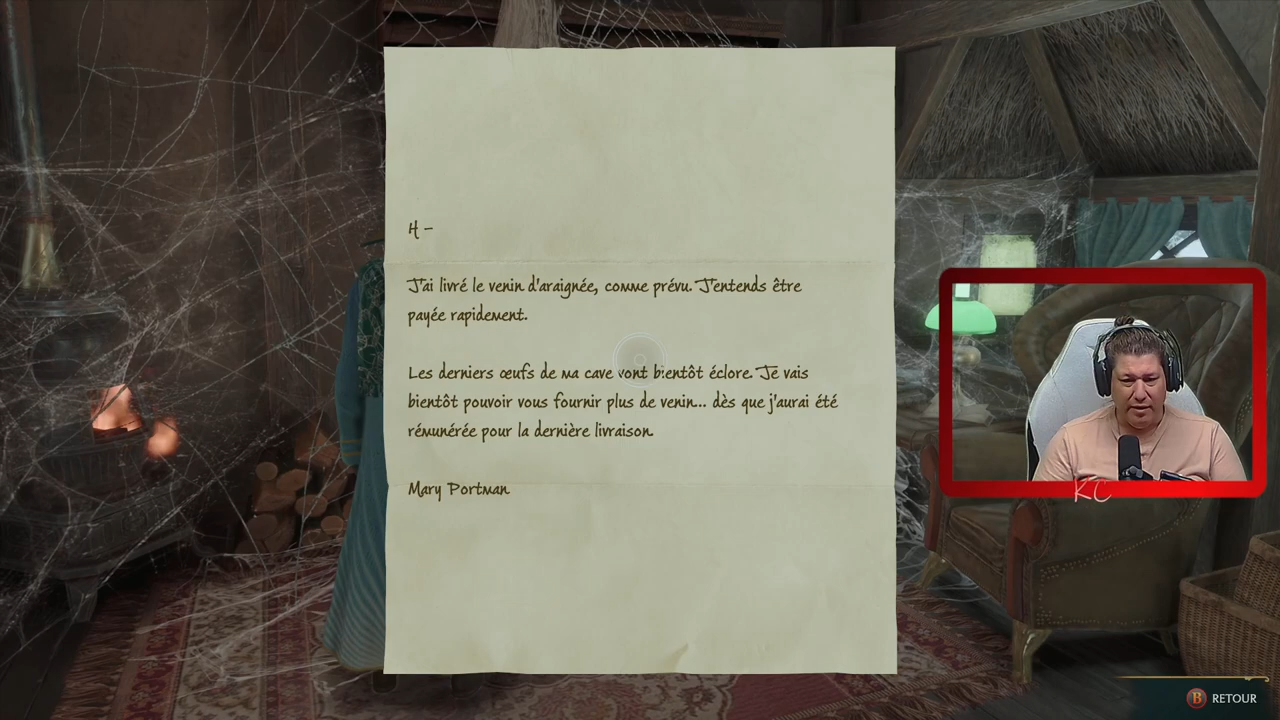 H –
J'ai livré le venin d'araignée, comme prévu. J'entends être
payée rapidement.
Les derniers œufs de ma cave vont bientôt éclore. Je vais
bientôt pouvoir vous fournir plus de venin... dès que j'aurai été
rémunérée pour la dernière livraison.
Mary Portman
KC
B RETOUR